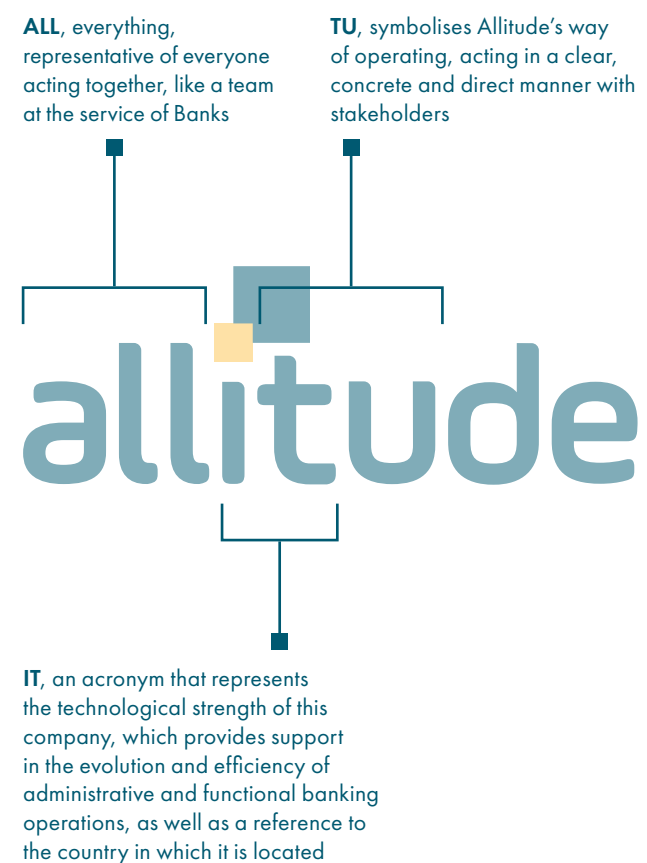 ALL, everything,
representative of everyone
acting together, like a team
at the service of Banks
TU, symbolises Allitude’s way
of operating, acting in a clear,
concrete and direct manner with
stakeholders
allitude
IT, an acronym that represents
the technological strength of this
company, which provides support
in the evolution and efficiency of
administrative and functional banking
operations, as well as a reference to
the country in which it is located